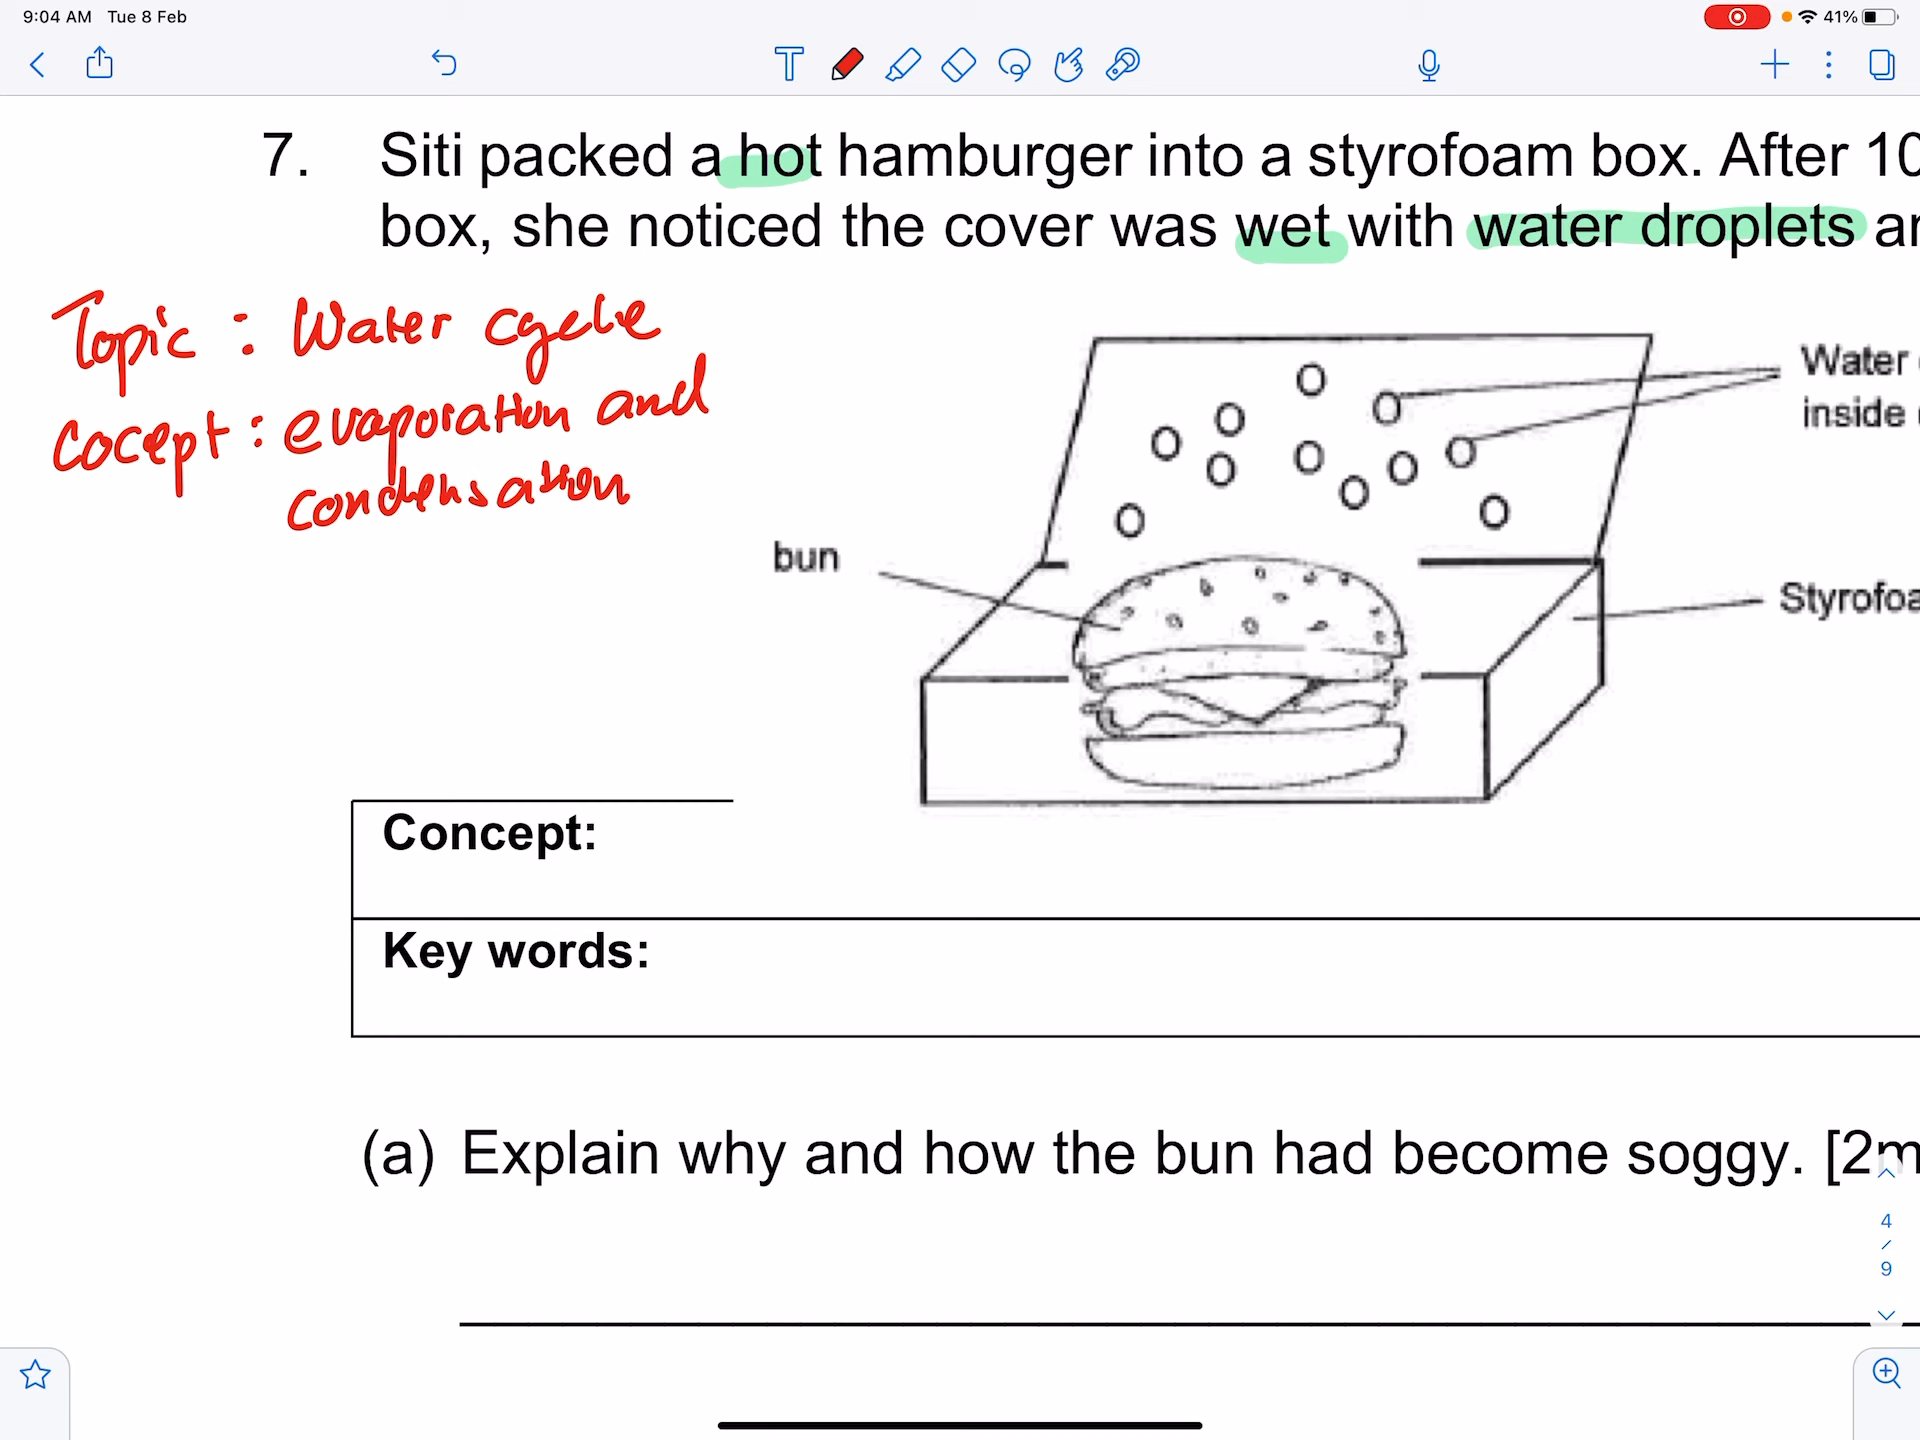 9:04 AM Tue 8 Feb
41%
7. Siti packed a hot hamburger into a styrofoam box. After 10
box, she noticed the cover was wet with water droplets ar
Topic : Water cycle
Cocept : evaporation and
condensation
Water
inside
bun
Styrofoa
Concept:
Key words:
(a) Explain why and how the bun had become soggy. [2m
4
/
9